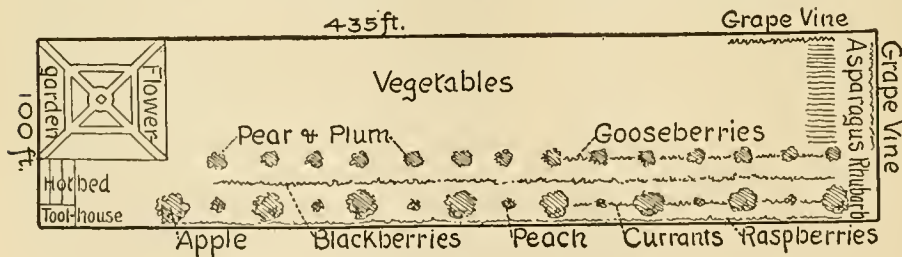 435ft.
Grape Vine
Flower
garden
Vegetables
Asparagus
Grape Vine
100 ft.
Pear & Plum
Gooseberries
Hotbed
Rhubarb
Tool-house
Apple
Blackberries
Peach
Currants
Raspberries